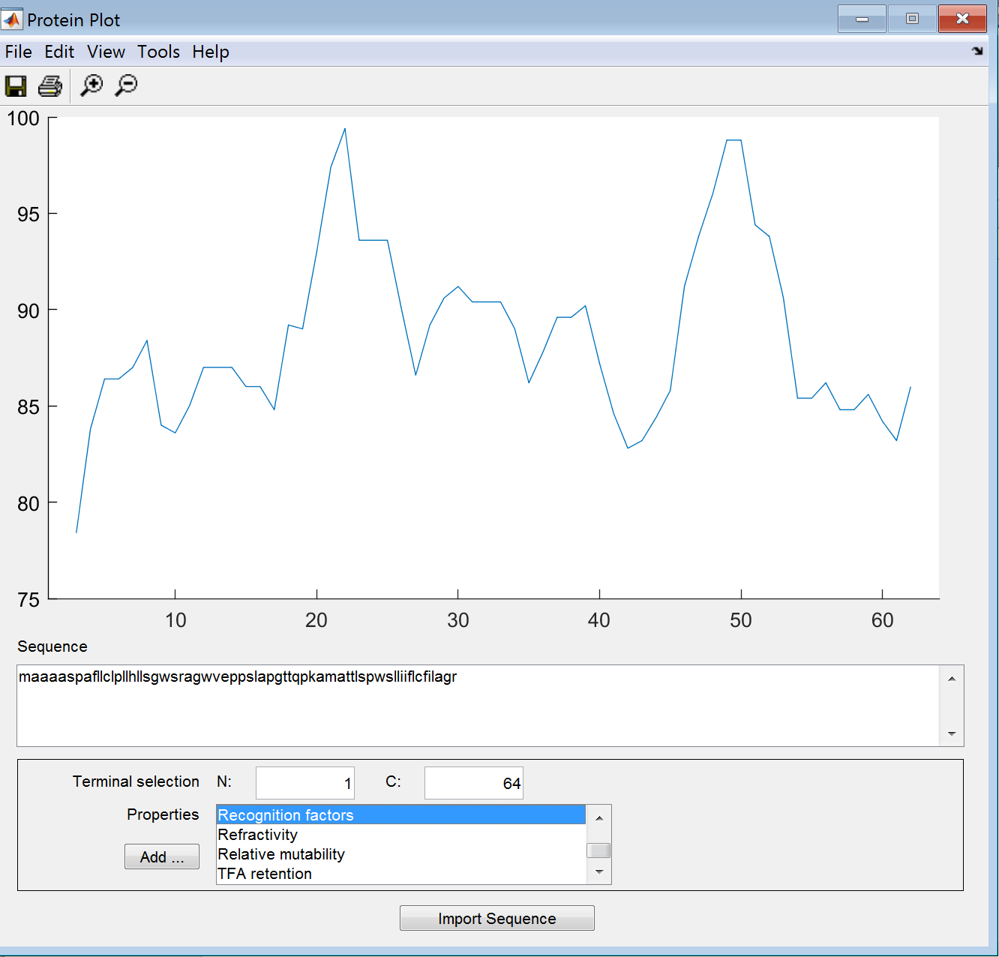 Protein Plot
File Edit View Tools Help
100
95
90
85
80
75
10 20 30 40 50 60
Sequence
maaaaspafllclpllhllsgwsragwveppslapgttqpkamattlspwslliiflcfilagr
Terminal selection N: 1 C: 64
Properties
Recognition factors
Refractivity
Relative mutability
TFA retention
Add ...
Import Sequence